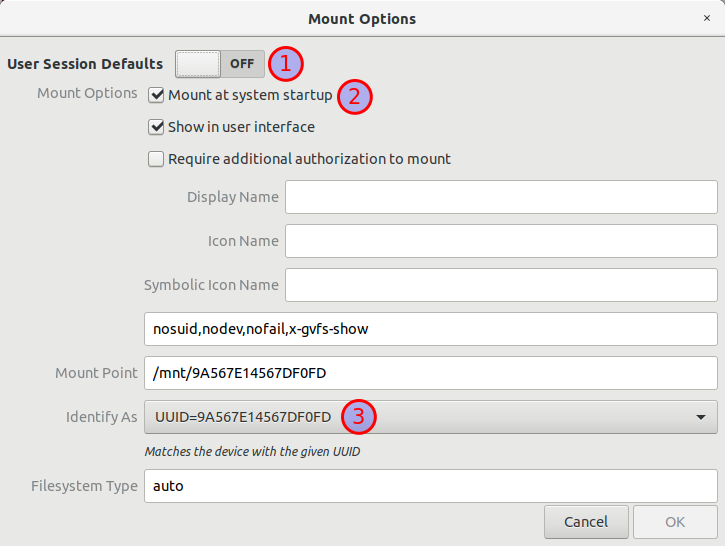 Mount Options
×
User Session Defaults OFF 1
Mount Options Mount at system startup 2
Show in user interface
Require additional authorization to mount
Display Name
Icon Name
Symbolic Icon Name
nosuid,nodev,nofail,x-gvfs-show
Mount Point /mnt/9A567E14567DF0FD
Identify As UUID=9A567E14567DF0FD 3
Matches the device with the given UUID
Filesystem Type auto
Cancel OK